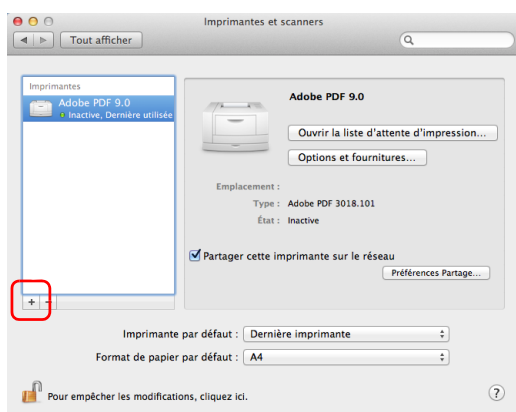 Imprimantes et scanners
Tout afficher
Imprimantes
Adobe PDF 9.0
Inactive, Dernière utilisée
Adobe PDF 9.0
Ouvrir la liste d'attente d'impression...
Options et fournitures...
Emplacement :
Type : Adobe PDF 3018.101
État : Inactive
Partager cette imprimante sur le réseau
Préférences Partage...
+ −
Imprimante par défaut : Dernière imprimante
Format de papier par défaut : A4
Pour empêcher les modifications, cliquez ici.
?